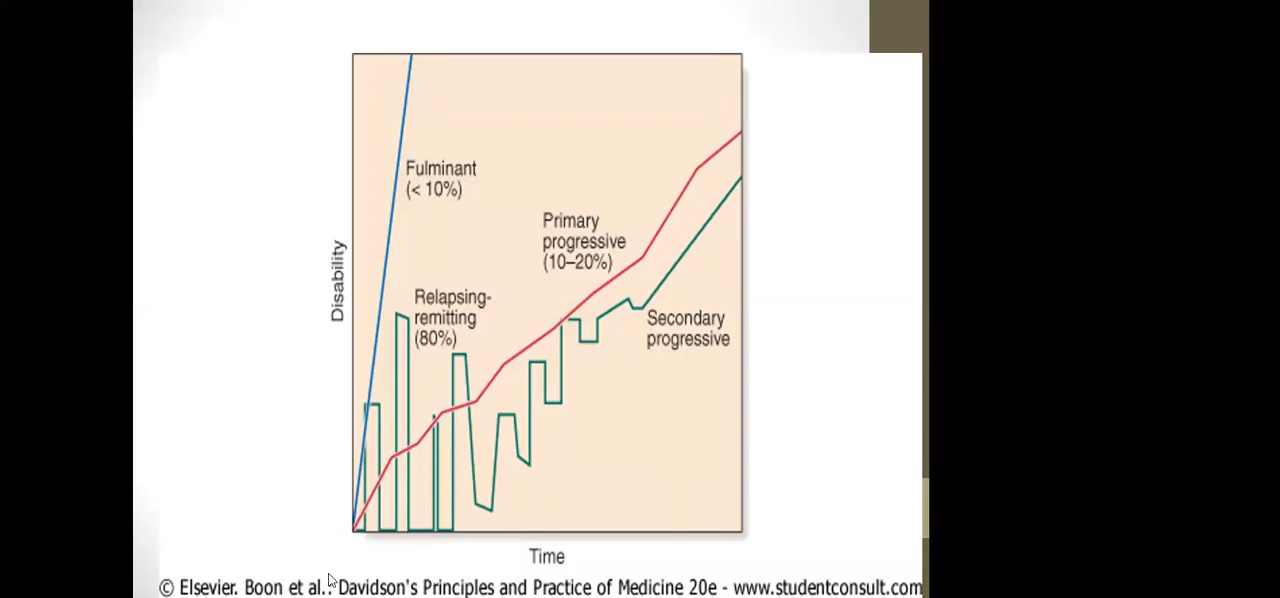 Fulminant
(< 10%)
Primary
progressive
(10–20%)
Relapsing-
remitting
(80%)
Secondary
progressive
Disability
Time
© Elsevier. Boon et al.: Davidson's Principles and Practice of Medicine 20e - www.studentconsult.com